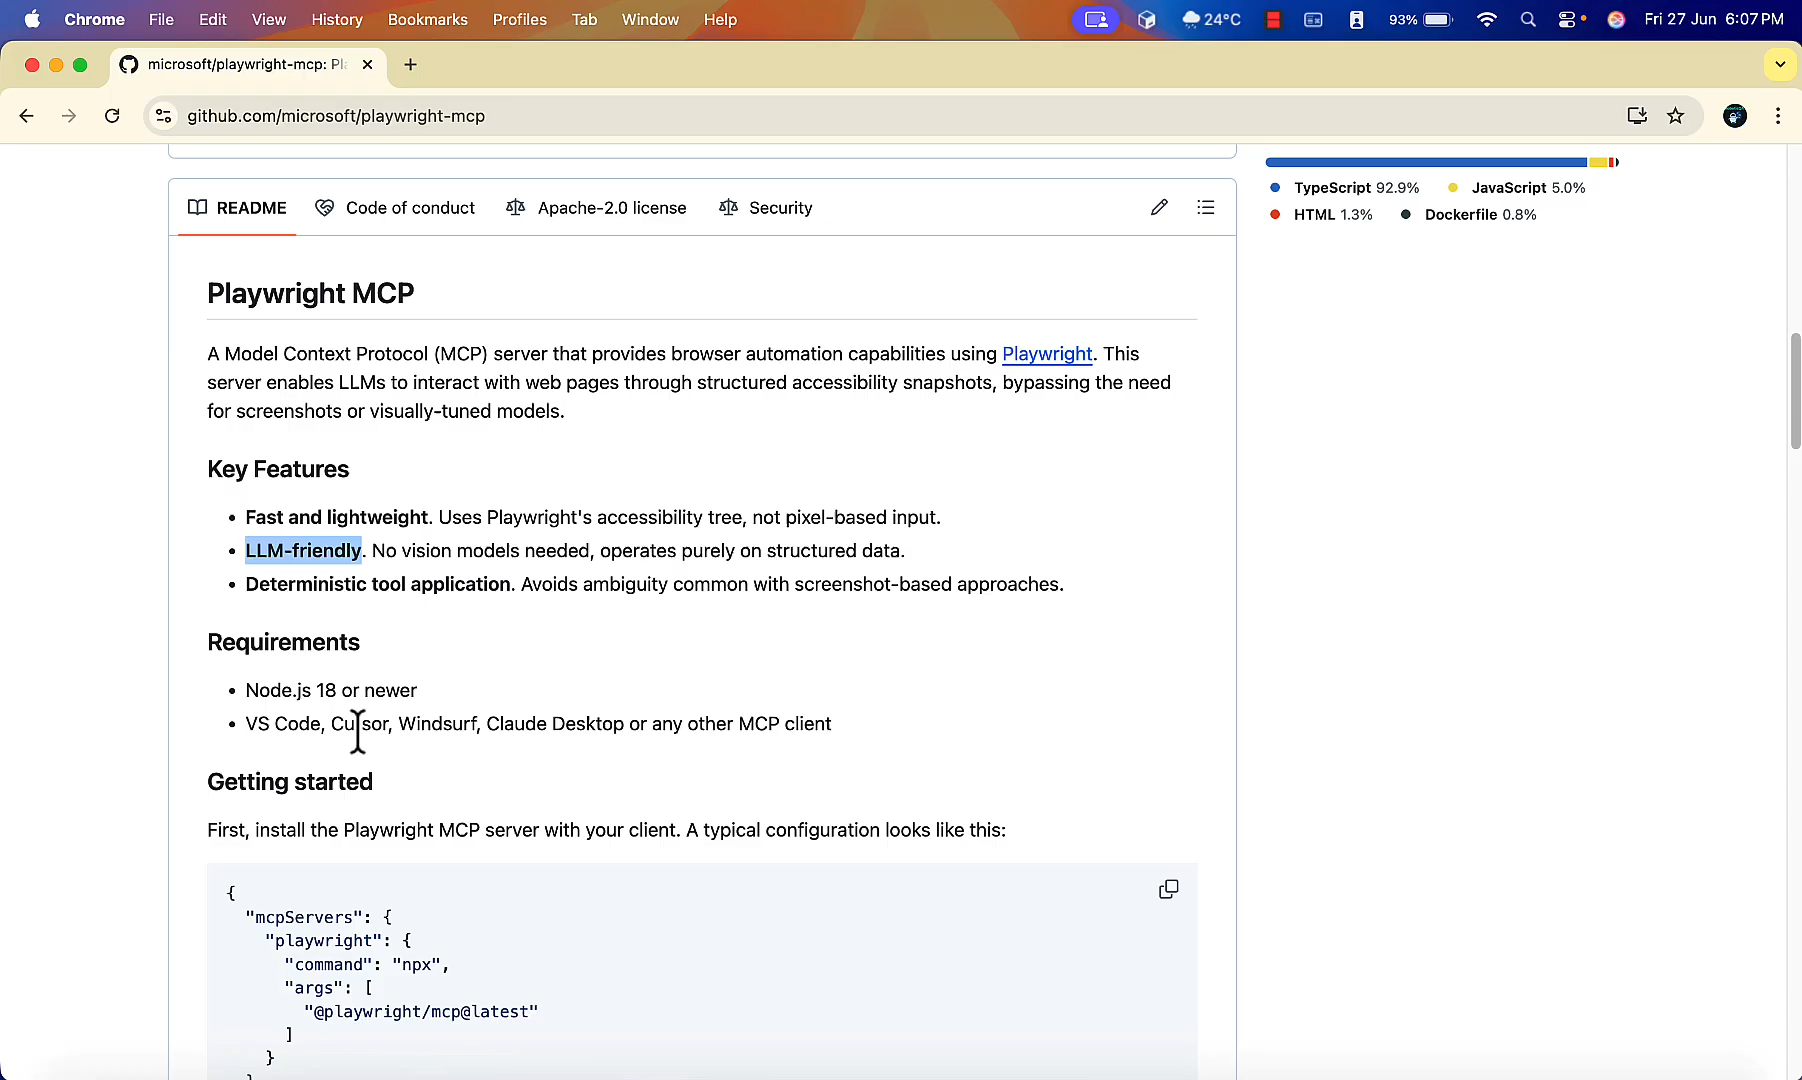 Chrome File Edit View History Bookmarks Profiles Tab Window Help 24°C 93% Fri 27 Jun 6:07 PM
microsoft/playwright-mcp: Pl
github.com/microsoft/playwright-mcp
TypeScript 92.9% JavaScript 5.0%
HTML 1.3% Dockerfile 0.8%
README Code of conduct Apache-2.0 license Security
Playwright MCP
A Model Context Protocol (MCP) server that provides browser automation capabilities using Playwright. This
server enables LLMs to interact with web pages through structured accessibility snapshots, bypassing the need
for screenshots or visually-tuned models.
Key Features
• Fast and lightweight. Uses Playwright's accessibility tree, not pixel-based input.
• LLM-friendly. No vision models needed, operates purely on structured data.
• Deterministic tool application. Avoids ambiguity common with screenshot-based approaches.
Requirements
• Node.js 18 or newer
• VS Code, Cursor, Windsurf, Claude Desktop or any other MCP client
Getting started
First, install the Playwright MCP server with your client. A typical configuration looks like this:
{
"mcpServers": {
"playwright": {
"command": "npx",
"args": [
"@playwright/mcp@latest"
]
}
}